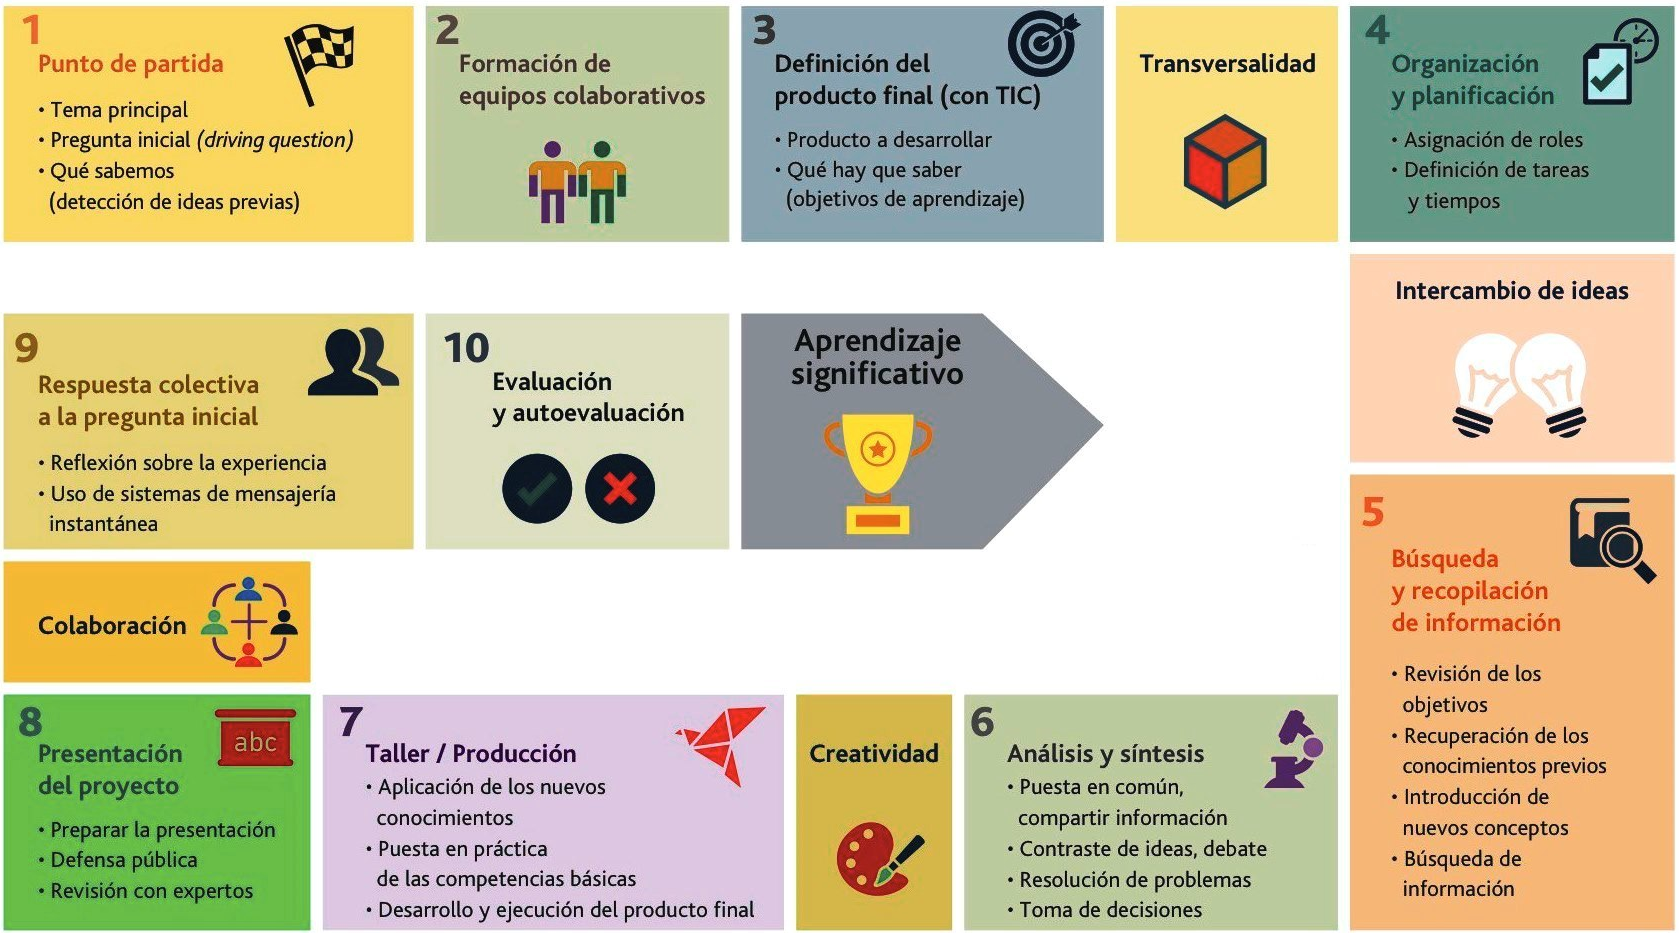 1
Punto de partida
• Tema principal
• Pregunta inicial (driving question)
• Qué sabemos
(detección de ideas previas)
2
Formación de
equipos colaborativos
3
Definición del
producto final (con TIC)
• Producto a desarrollar
• Qué hay que saber
(objetivos de aprendizaje)
Transversalidad
4
Organización
y planificación
• Asignación de roles
• Definición de tareas
y tiempos
Intercambio de ideas
5
Búsqueda
y recopilación
de información
• Revisión de los
objetivos
• Recuperación de los
conocimientos previos
• Introducción de
nuevos conceptos
• Búsqueda de
información
6
Análisis y síntesis
• Puesta en común,
compartir información
• Contraste de ideas, debate
• Resolución de problemas
• Toma de decisiones
Creatividad
7
Taller / Producción
• Aplicación de los nuevos
conocimientos
• Puesta en práctica
de las competencias básicas
• Desarrollo y ejecución del producto final
8
Presentación
del proyecto
abc
• Preparar la presentación
• Defensa pública
• Revisión con expertos
Colaboración
9
Respuesta colectiva
a la pregunta inicial
• Reflexión sobre la experiencia
• Uso de sistemas de mensajería
instantánea
10
Evaluación
y autoevaluación
Aprendizaje
significativo